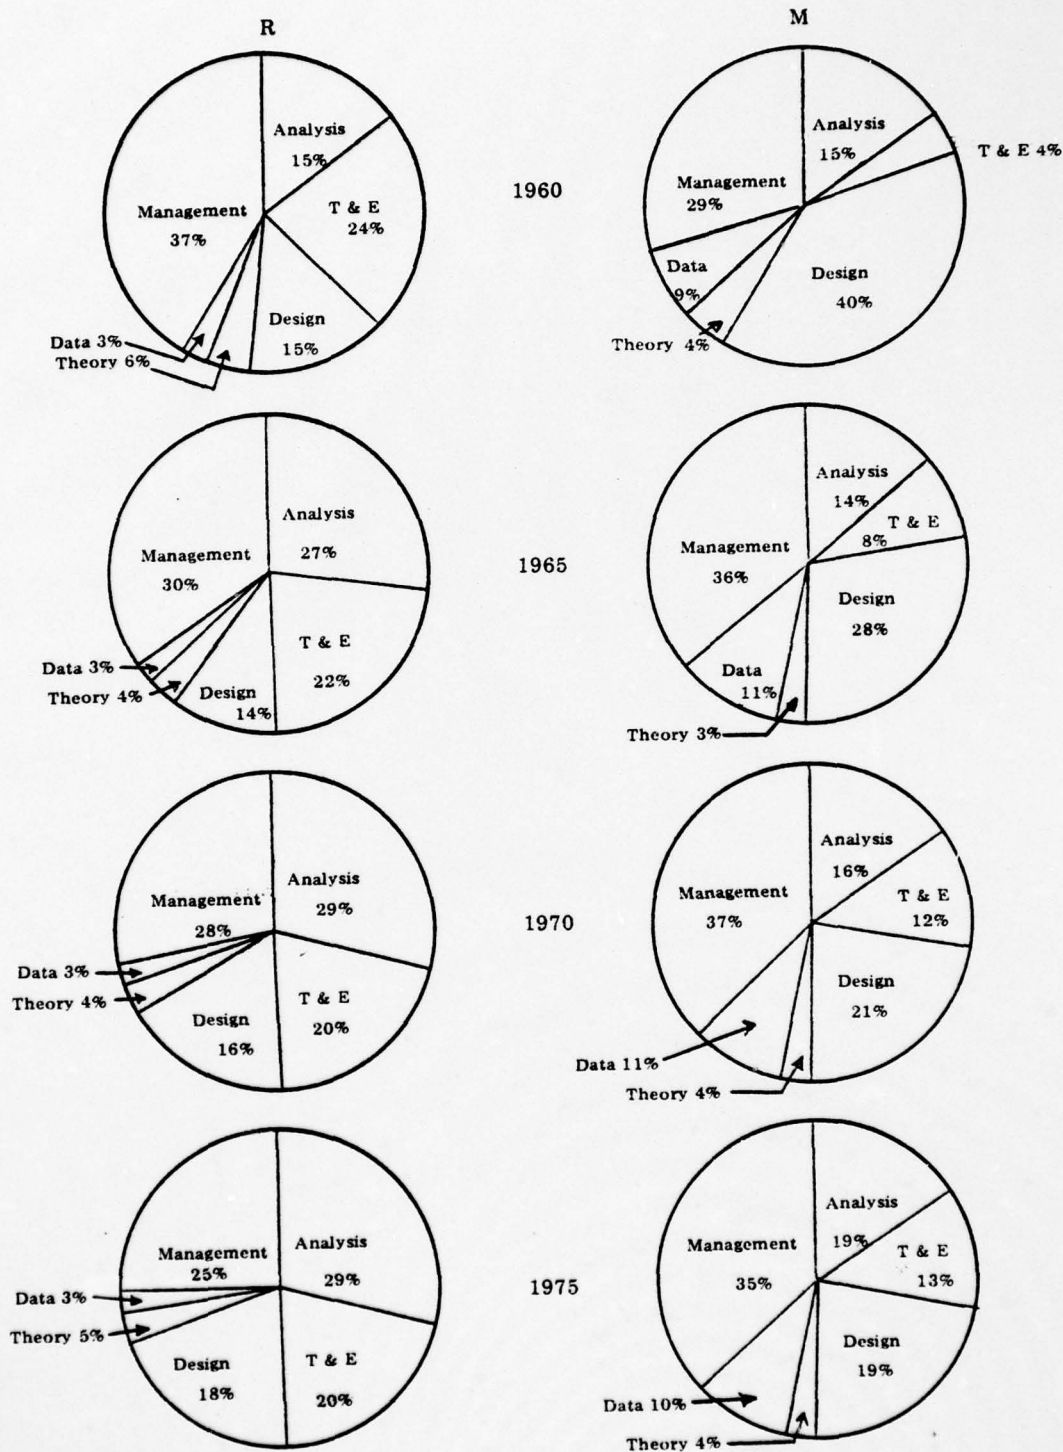 R
M
Analysis
15%
T & E
24%
Design
15%
Theory 6%
Data 3%
Management
37%
1960
Analysis
15%
T & E 4%
Design
40%
Theory 4%
Data
9%
Management
29%
Analysis
27%
T & E
22%
Design
14%
Theory 4%
Data 3%
Management
30%
1965
Analysis
14%
T & E
8%
Design
28%
Theory 3%
Data
11%
Management
36%
Analysis
29%
T & E
20%
Design
16%
Theory 4%
Data 3%
Management
28%
1970
Analysis
16%
T & E
12%
Design
21%
Theory 4%
Data 11%
Management
37%
Analysis
29%
T & E
20%
Design
18%
Theory 5%
Data 3%
Management
25%
1975
Analysis
19%
T & E
13%
Design
19%
Theory 4%
Data 10%
Management
35%